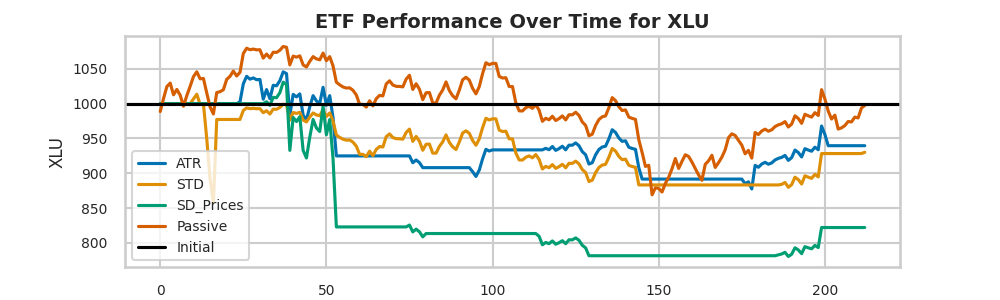 ETF Performance Over Time for XLU
XLU
1050
1000
950
900
850
800
ATR
STD
SD_Prices
Passive
Initial
0
50
100
150
200